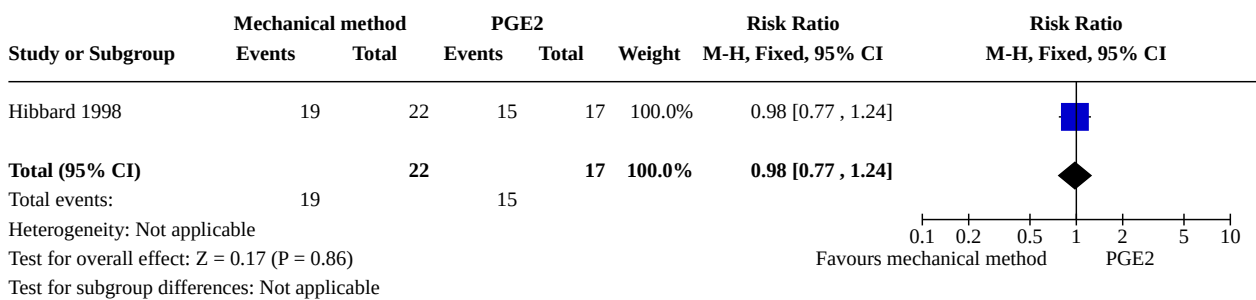 Mechanical method PGE2 Risk Ratio Risk Ratio
Study or Subgroup Events Total Events Total Weight M-H, Fixed, 95% CI M-H, Fixed, 95% CI
Hibbard 1998 19 22 15 17 100.0% 0.98 [0.77 , 1.24]
Total (95% CI) 22 17 100.0% 0.98 [0.77 , 1.24]
Total events: 19 15
Heterogeneity: Not applicable
0.1 0.2 0.5 1 2 5 10
Test for overall effect: Z = 0.17 (P = 0.86) Favours mechanical method PGE2
Test for subgroup differences: Not applicable